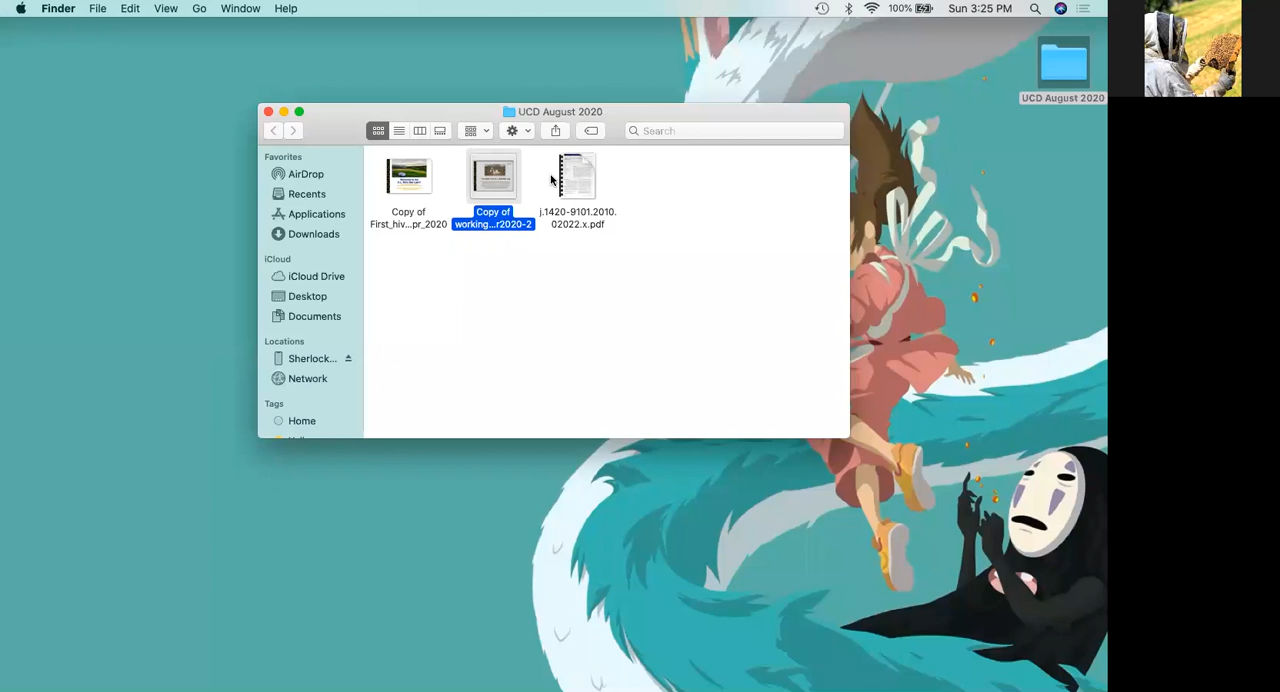 Finder File Edit View Go Window Help 100% Sun 3:25 PM
UCD August 2020
UCD August 2020
Search
Favorites
AirDrop
Recents
Applications
Downloads
iCloud
iCloud Drive
Desktop
Documents
Locations
Sherlock...
Network
Tags
Home
Copy of
First_hiv...pr_2020
Copy of
working...r2020-2
j.1420-9101.2010.
02022.x.pdf